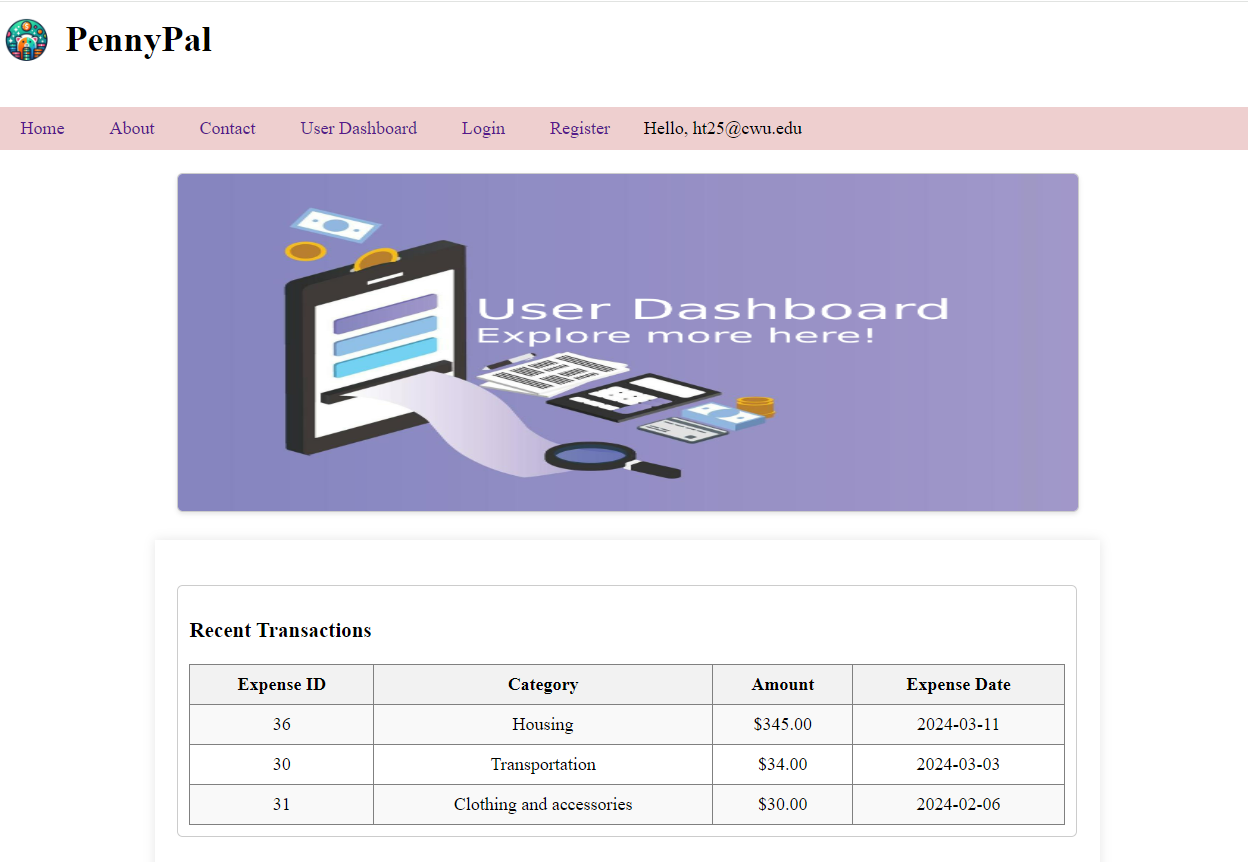 PennyPal
Home About Contact User Dashboard Login Register Hello, ht25@cwu.edu
User Dashboard
Explore more here!
Recent Transactions
Expense ID Category Amount Expense Date
36 Housing $345.00 2024-03-11
30 Transportation $34.00 2024-03-03
31 Clothing and accessories $30.00 2024-02-06